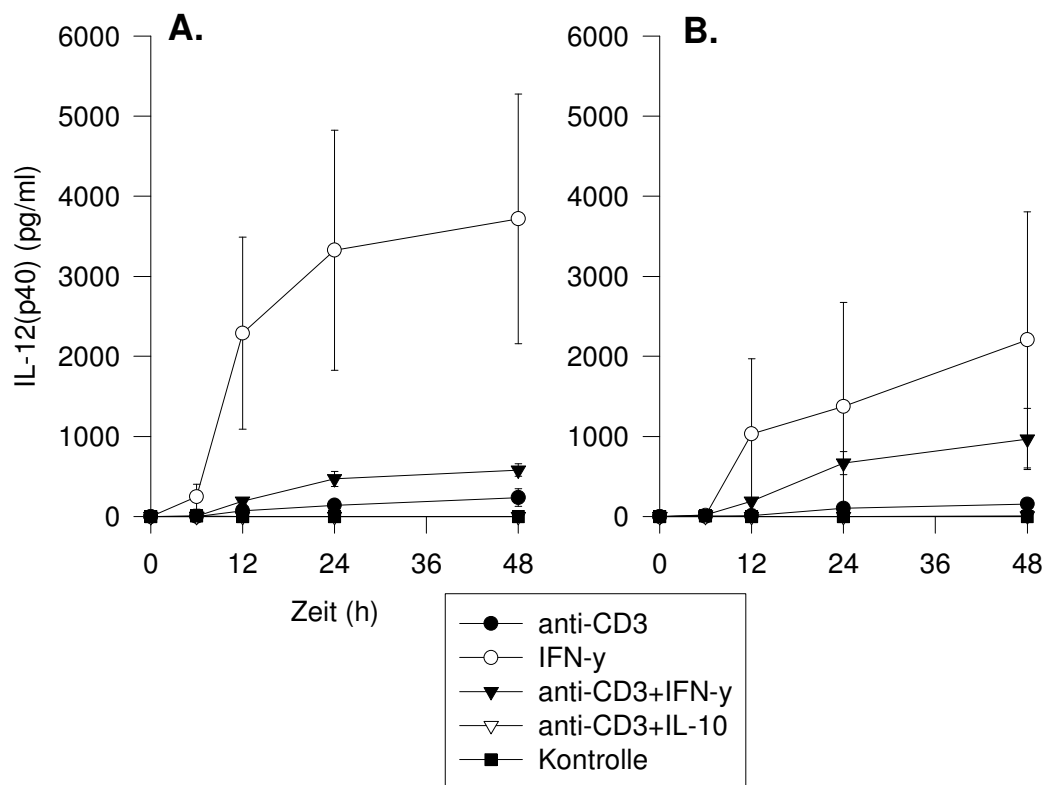 A.
B.
IL-12(p40) (pg/ml)
6000
5000
4000
3000
2000
1000
0
0
12
24
36
48
Zeit (h)
6000
5000
4000
3000
2000
1000
0
0
12
24
36
48
anti-CD3
IFN-y
anti-CD3+IFN-y
anti-CD3+IL-10
Kontrolle